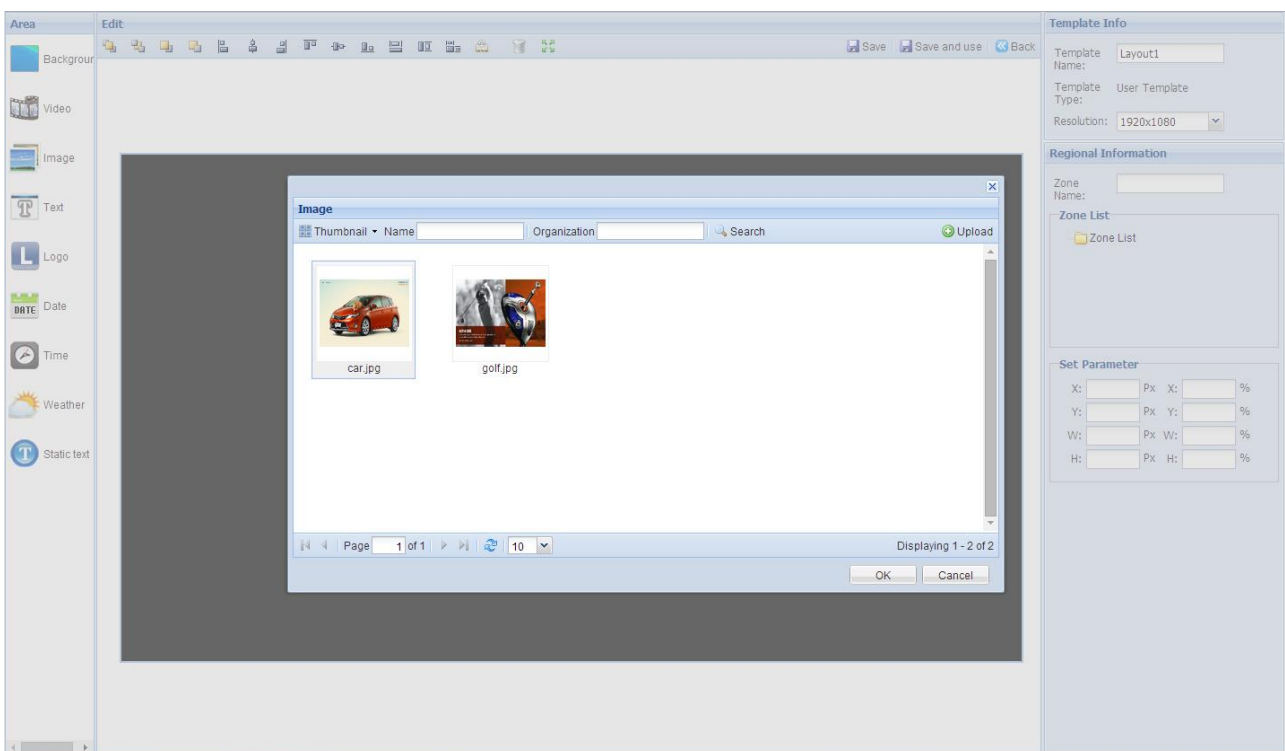 Area
Edit
Save Save and use Back
Backgrour
Video
Image
Text
Logo
DATE Date
Time
Weather
Static text
Image
Thumbnail Name Organization Search Upload
car.jpg golf.jpg
Page 1 of 1 10 Displaying 1 - 2 of 2
OK Cancel
Template Info
Template Name: Layout1
Template Type: User Template
Resolution: 1920x1080
Regional Information
Zone Name:
Zone List
Zone List
Set Parameter
X: Px X: %
Y: Px Y: %
W: Px W: %
H: Px H: %